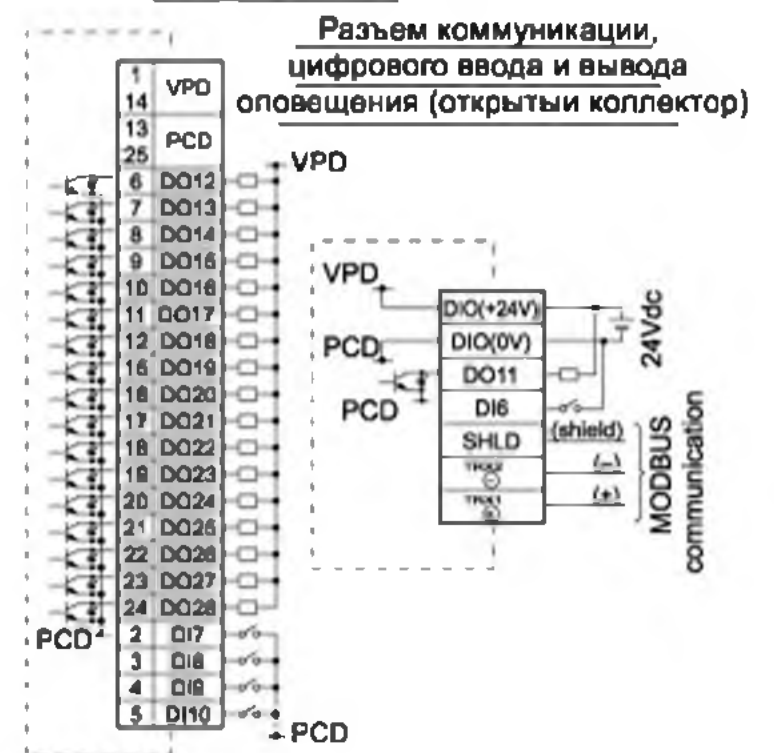 Разъем коммуникации,
цифрового ввода и вывода
оповещения (открытыи коллектор)
1
14
VPD
13
25
PCD
VPD
6 DO12
7 DO13
8 DO14
9 DO15
10 DO16
11 DO17
12 DO18
15 DO19
16 DO20
17 DO21
18 DO22
19 DO23
20 DO24
21 DO25
22 DO26
23 DO27
24 DO28
PCD 2 DI7
3 DI8
4 DI9
5 DI10
PCD
VPD
DIO(+24V)
PCD
DIO(0V)
24Vdc
DO11
PCD
DI6
SHLD (shield)
TRX2 (-)
TRX1 (+)
MODBUS
communication